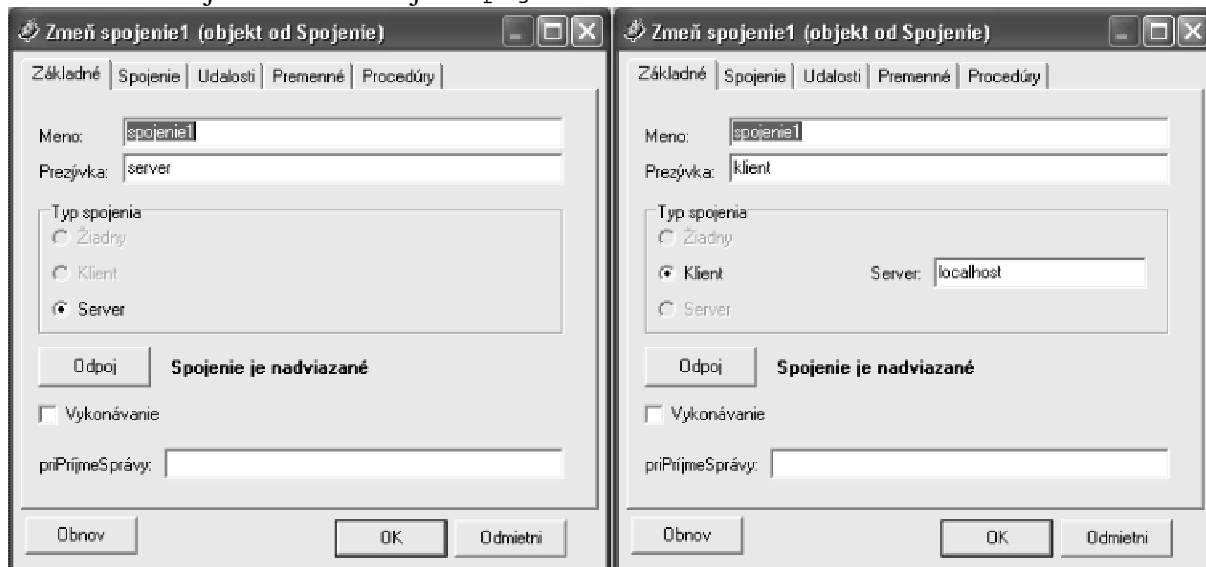 Zmeň spojenie1 (objekt od Spojenie)
Základné Spojenie Udalosti Premenné Procedúry
Meno: spojenie1
Prezývka: server
Typ spojenia
Žiadny
Klient
Server
Odpoj Spojenie je nadviazané
Vykonávanie
priPríjmeSprávy:
Obnov OK Odmietni
Zmeň spojenie1 (objekt od Spojenie)
Základné Spojenie Udalosti Premenné Procedúry
Meno: spojenie1
Prezývka: klient
Typ spojenia
Žiadny
Klient Server: localhost
Server
Odpoj Spojenie je nadviazané
Vykonávanie
priPríjmeSprávy:
Obnov OK Odmietni